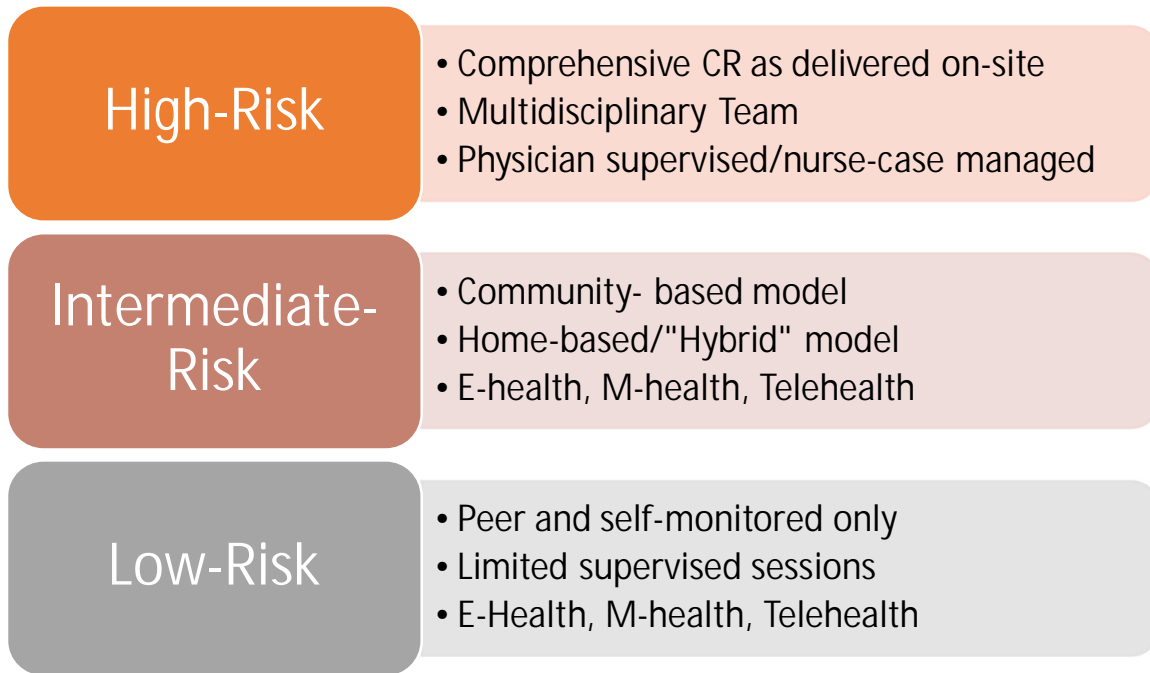 High-Risk
• Comprehensive CR as delivered on-site
• Multidisciplinary Team
• Physician supervised/nurse-case managed
Intermediate-
Risk
• Community- based model
• Home-based/"Hybrid" model
• E-health, M-health, Telehealth
Low-Risk
• Peer and self-monitored only
• Limited supervised sessions
• E-Health, M-health, Telehealth